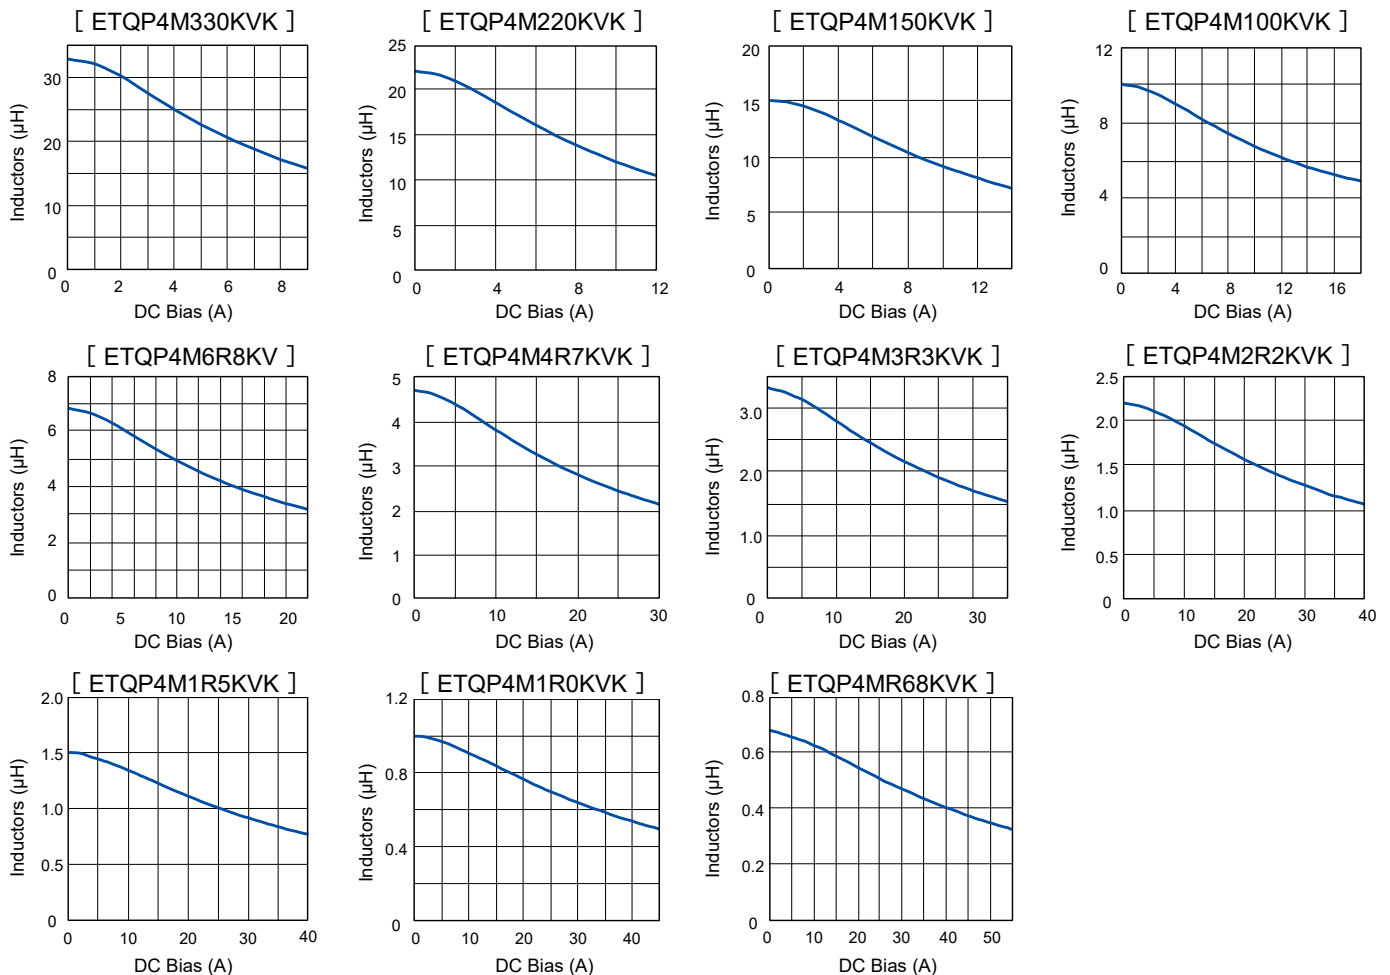 [ ETQP4M330KVK ]
30
20
10
0
0 2 4 6 8
Inductors (µH)
DC Bias (A)
[ ETQP4M220KVK ]
25
20
15
10
5
0
0 4 8 12
Inductors (µH)
DC Bias (A)
[ ETQP4M150KVK ]
20
15
10
5
0
0 4 8 12
Inductors (µH)
DC Bias (A)
[ ETQP4M100KVK ]
12
8
4
0
0 4 8 12 16
Inductors (µH)
DC Bias (A)
[ ETQP4M6R8KV ]
8
6
4
2
0
0 5 10 15 20
Inductors (µH)
DC Bias (A)
[ ETQP4M4R7KVK ]
5
4
3
2
1
0
0 10 20 30
Inductors (µH)
DC Bias (A)
[ ETQP4M3R3KVK ]
3.0
2.0
1.0
0
0 10 20 30
Inductors (µH)
DC Bias (A)
[ ETQP4M2R2KVK ]
2.5
2.0
1.5
1.0
0.5
0
0 10 20 30 40
Inductors (µH)
DC Bias (A)
[ ETQP4M1R5KVK ]
2.0
1.5
1.0
0.5
0
0 10 20 30 40
Inductors (µH)
DC Bias (A)
[ ETQP4M1R0KVK ]
1.2
0.8
0.4
0
0 10 20 30 40
Inductors (µH)
DC Bias (A)
[ ETQP4MR68KVK ]
0.8
0.6
0.4
0.2
0
0 10 20 30 40 50
Inductors (µH)
DC Bias (A)